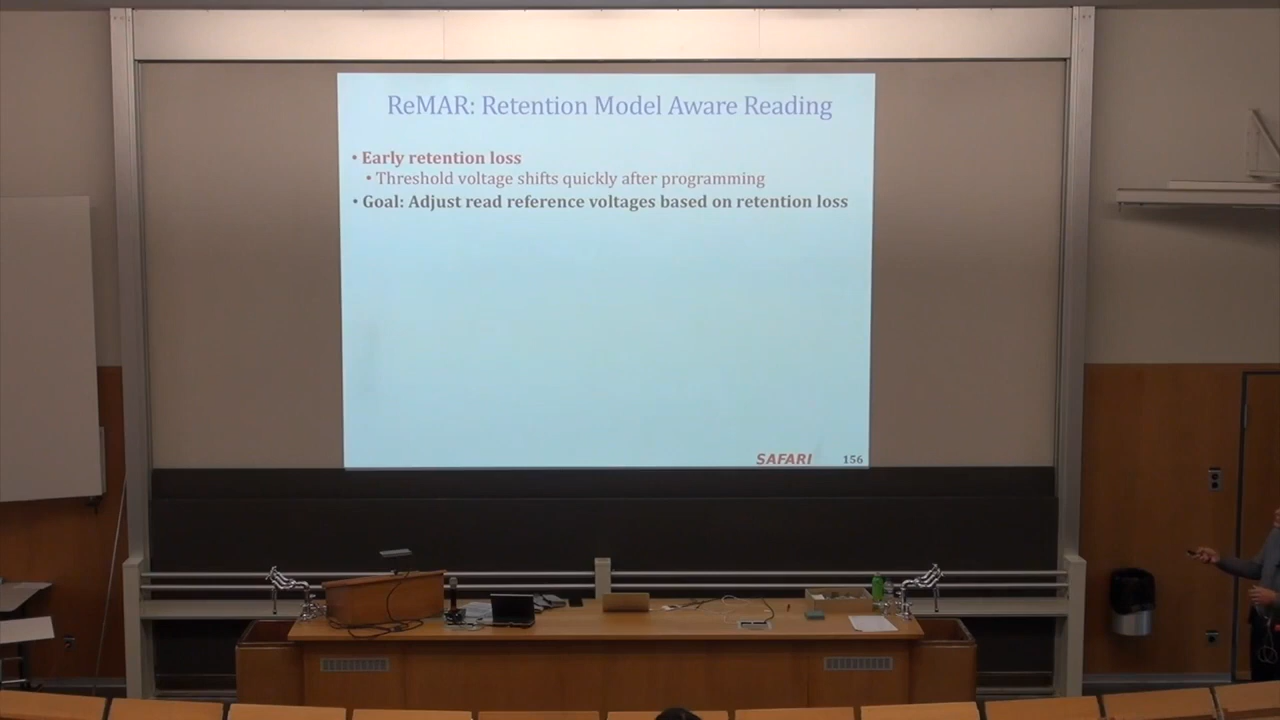 ReMAR: Retention Model Aware Reading
• Early retention loss
• Threshold voltage shifts quickly after programming
• Goal: Adjust read reference voltages based on retention loss
SAFARI 156